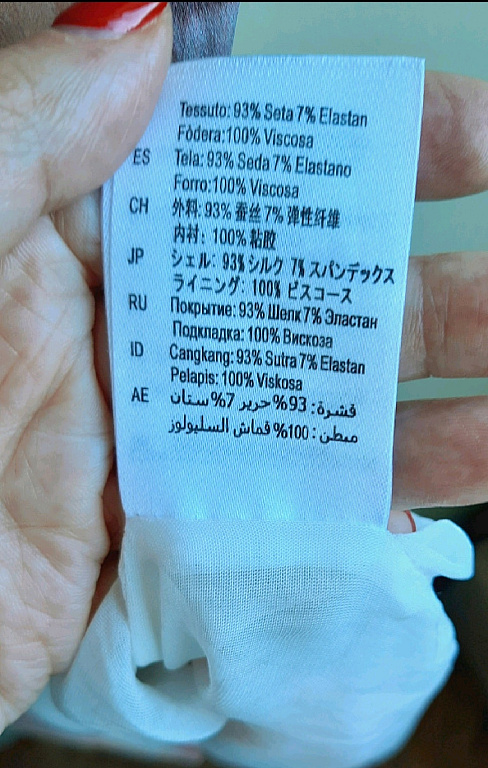 Tessuto: 93% Seta 7% Elastan
Fòdera:100% Viscosa
ES Tela: 93% Seda 7% Elastano
Forro:100% Viscosa
CH 外料: 93% 蚕丝 7% 弹性纤维
内衬: 100% 粘胶
JP シェル: 93% シルク 7% スパンデックス
ライニング: 100% ビスコース
RU Покрытие: 93% Шелк 7% Эластан
Подкладка: 100% Вискоза
ID Cangkang: 93% Sutra 7% Elastan
Pelapis: 100% Viskosa
AE قشرة: 93% حرير 7% ستان
مبطن: 100% قماش السليولوز